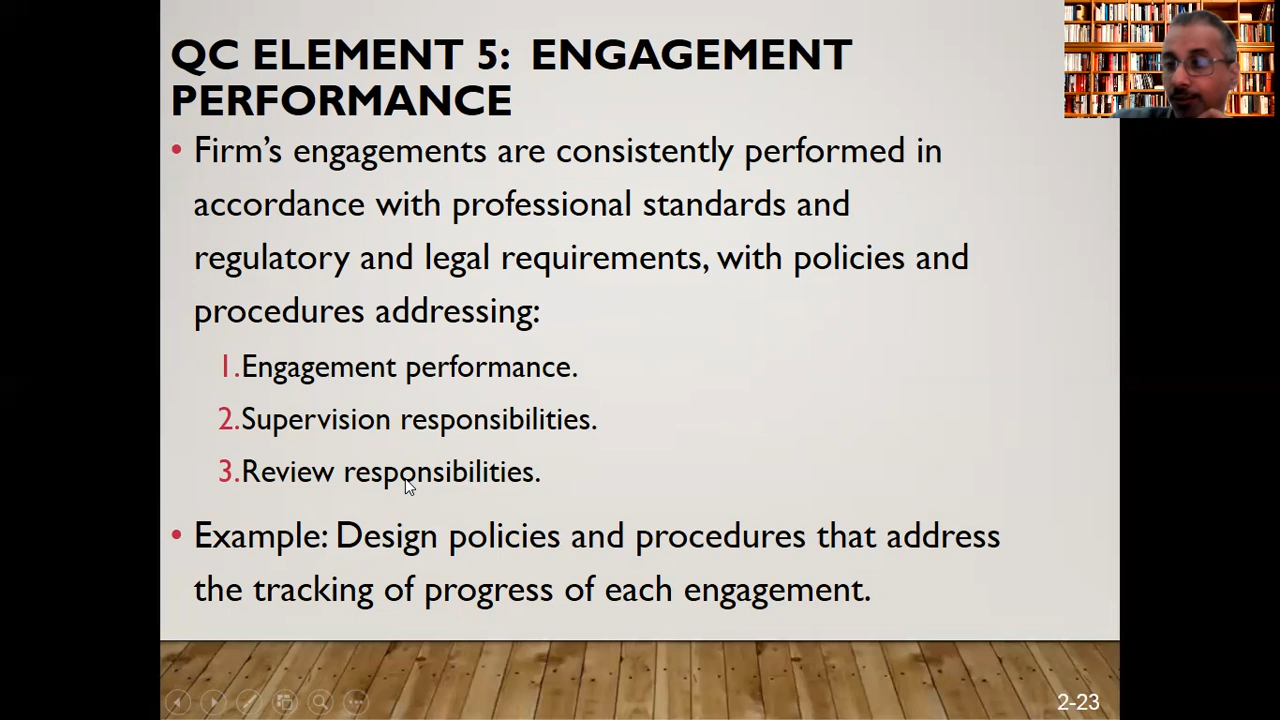 QC ELEMENT 5: ENGAGEMENT
PERFORMANCE
• Firm’s engagements are consistently performed in
accordance with professional standards and
regulatory and legal requirements, with policies and
procedures addressing:
1.Engagement performance.
2.Supervision responsibilities.
3.Review responsibilities.
• Example: Design policies and procedures that address
the tracking of progress of each engagement.
2-23